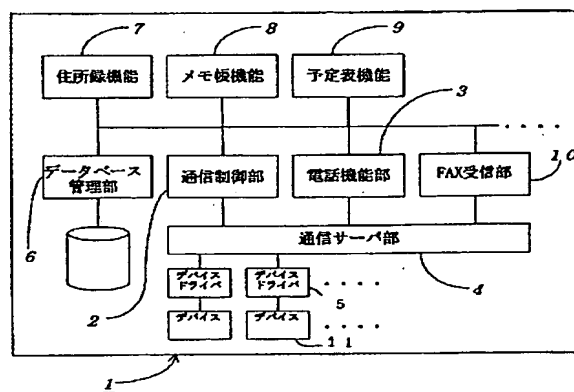 7
8
9
住所録機能
メモ帳機能
予定表機能
3
・・・・
10
データベース
管理部
通信制御部
電話機能部
FAX受信部
6
通信サーバ部
2
4
デバイス
ドライバ
デバイス
ドライバ
・・・・
5
デバイス
デバイス
・・・・
11
1